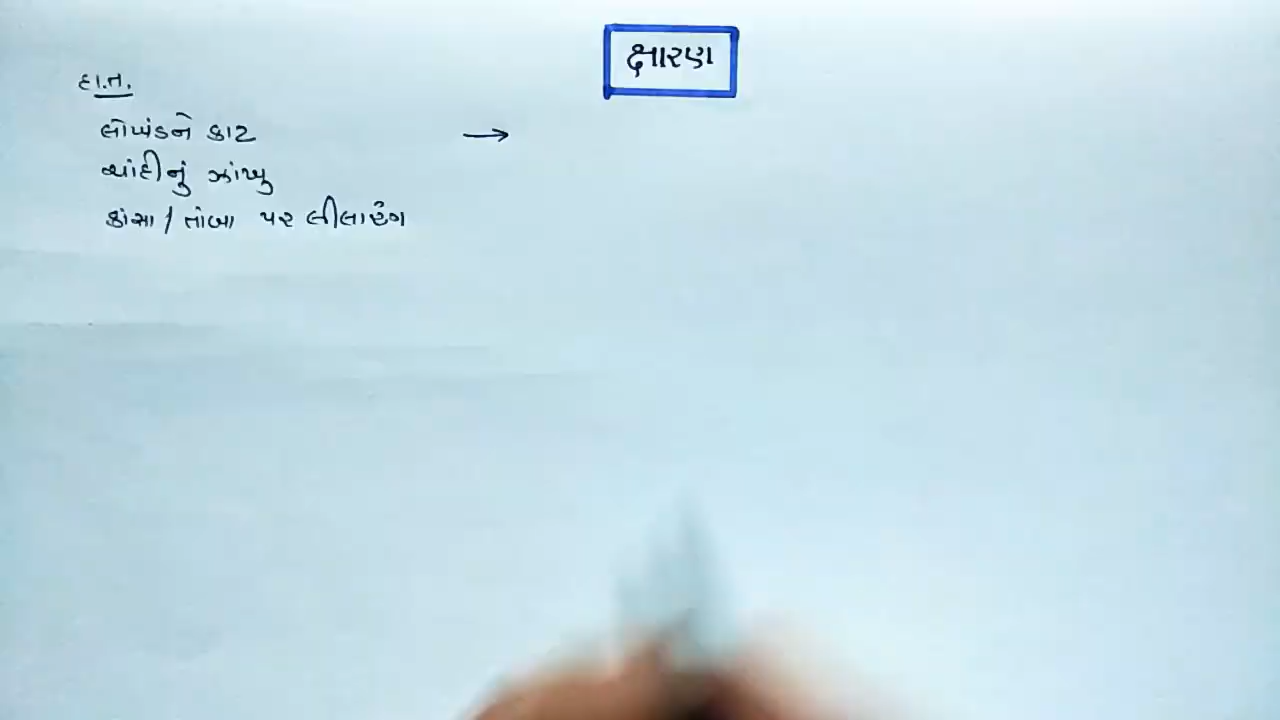 ક્ષારણ
દા.ત.
લોખંડને કાટ →
ચાંદીનું ઝાંખુ
કાંસા / તાંબા પર લીલારંગ